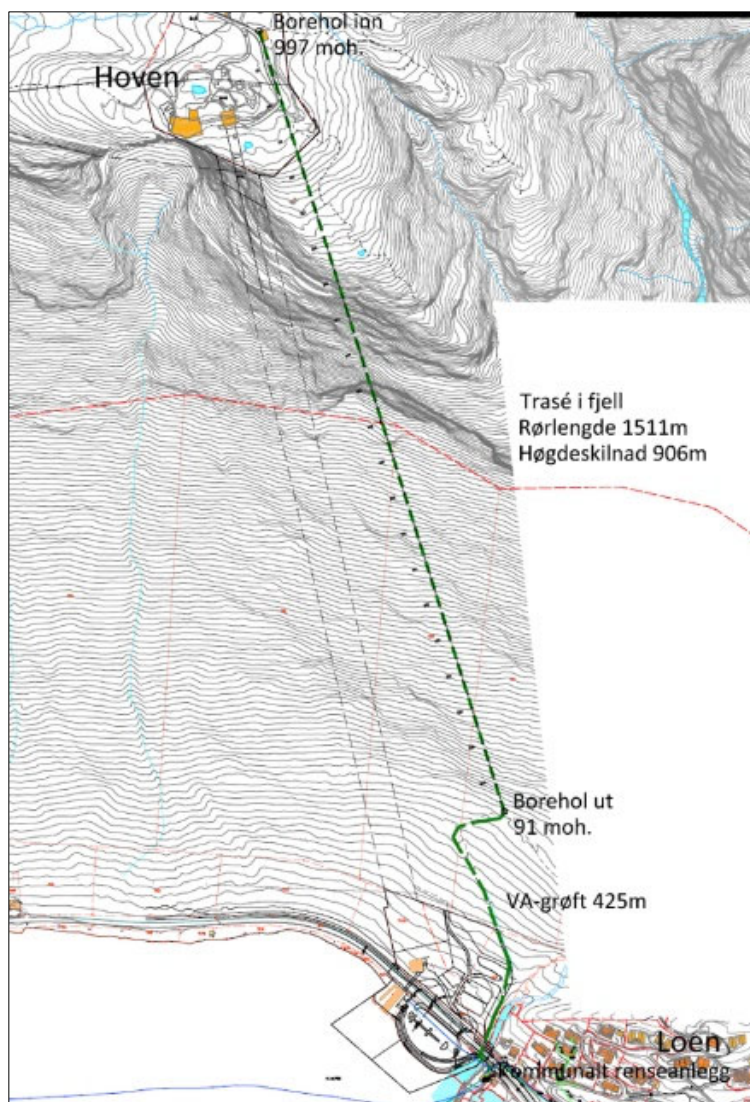 Borehol inn
997 moh.
Hoven
Trasé i fjell
Rørlengde 1511m
Høgdeskilnad 906m
Borehol ut
91 moh.
VA-grøft 425m
Loen
Kommunalt renseanlegg